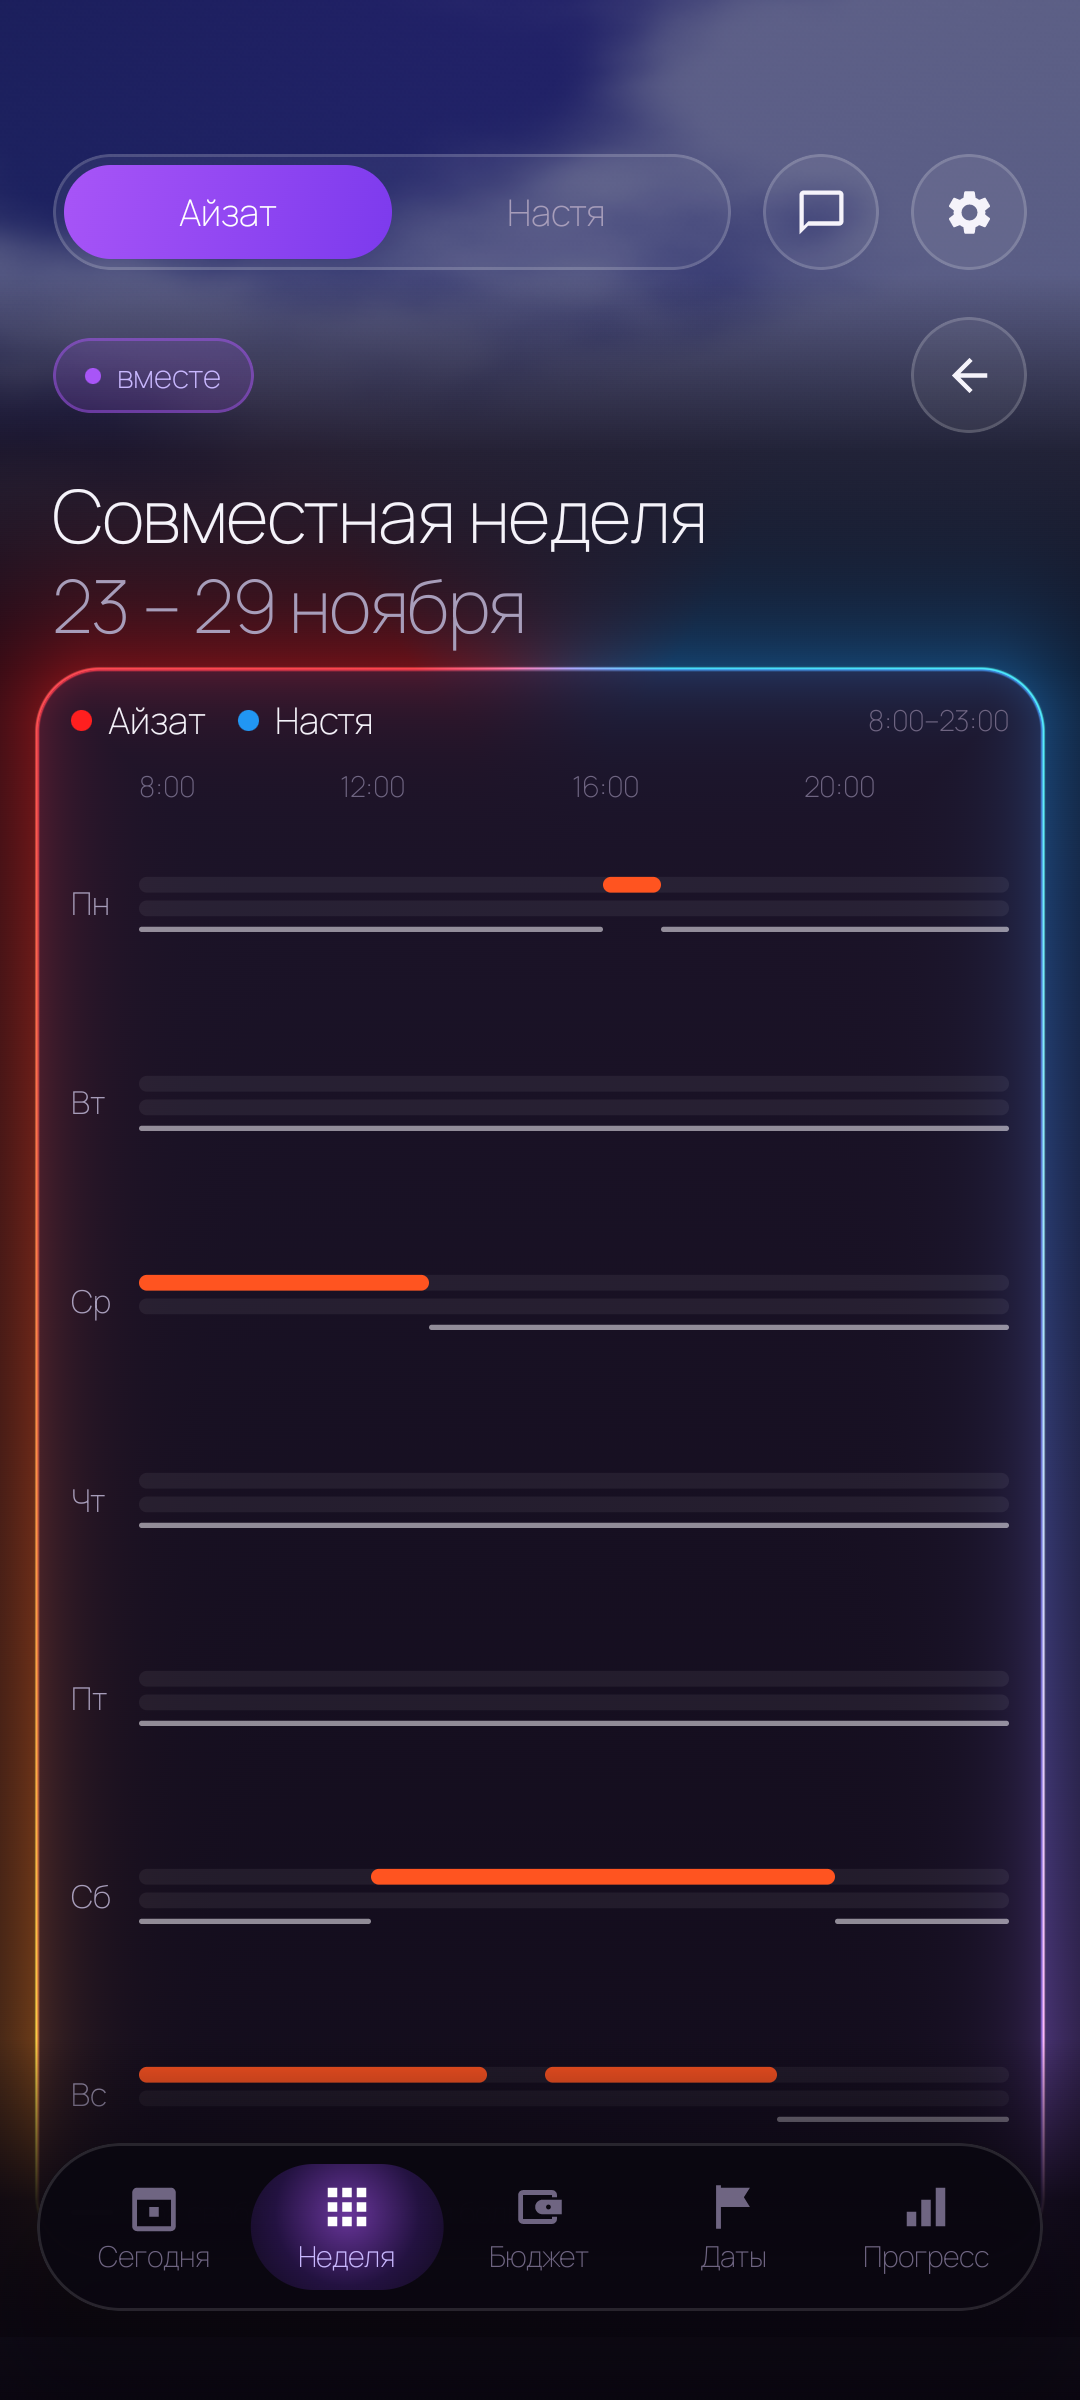 Айзат Настя
вместе
Совместная неделя
23 – 29 ноября
Айзат Настя 8:00–23:00
8:00 12:00 16:00 20:00
Пн
Вт
Ср
Чт
Пт
Сб
Вс
Сегодня Неделя Бюджет Даты Прогресс